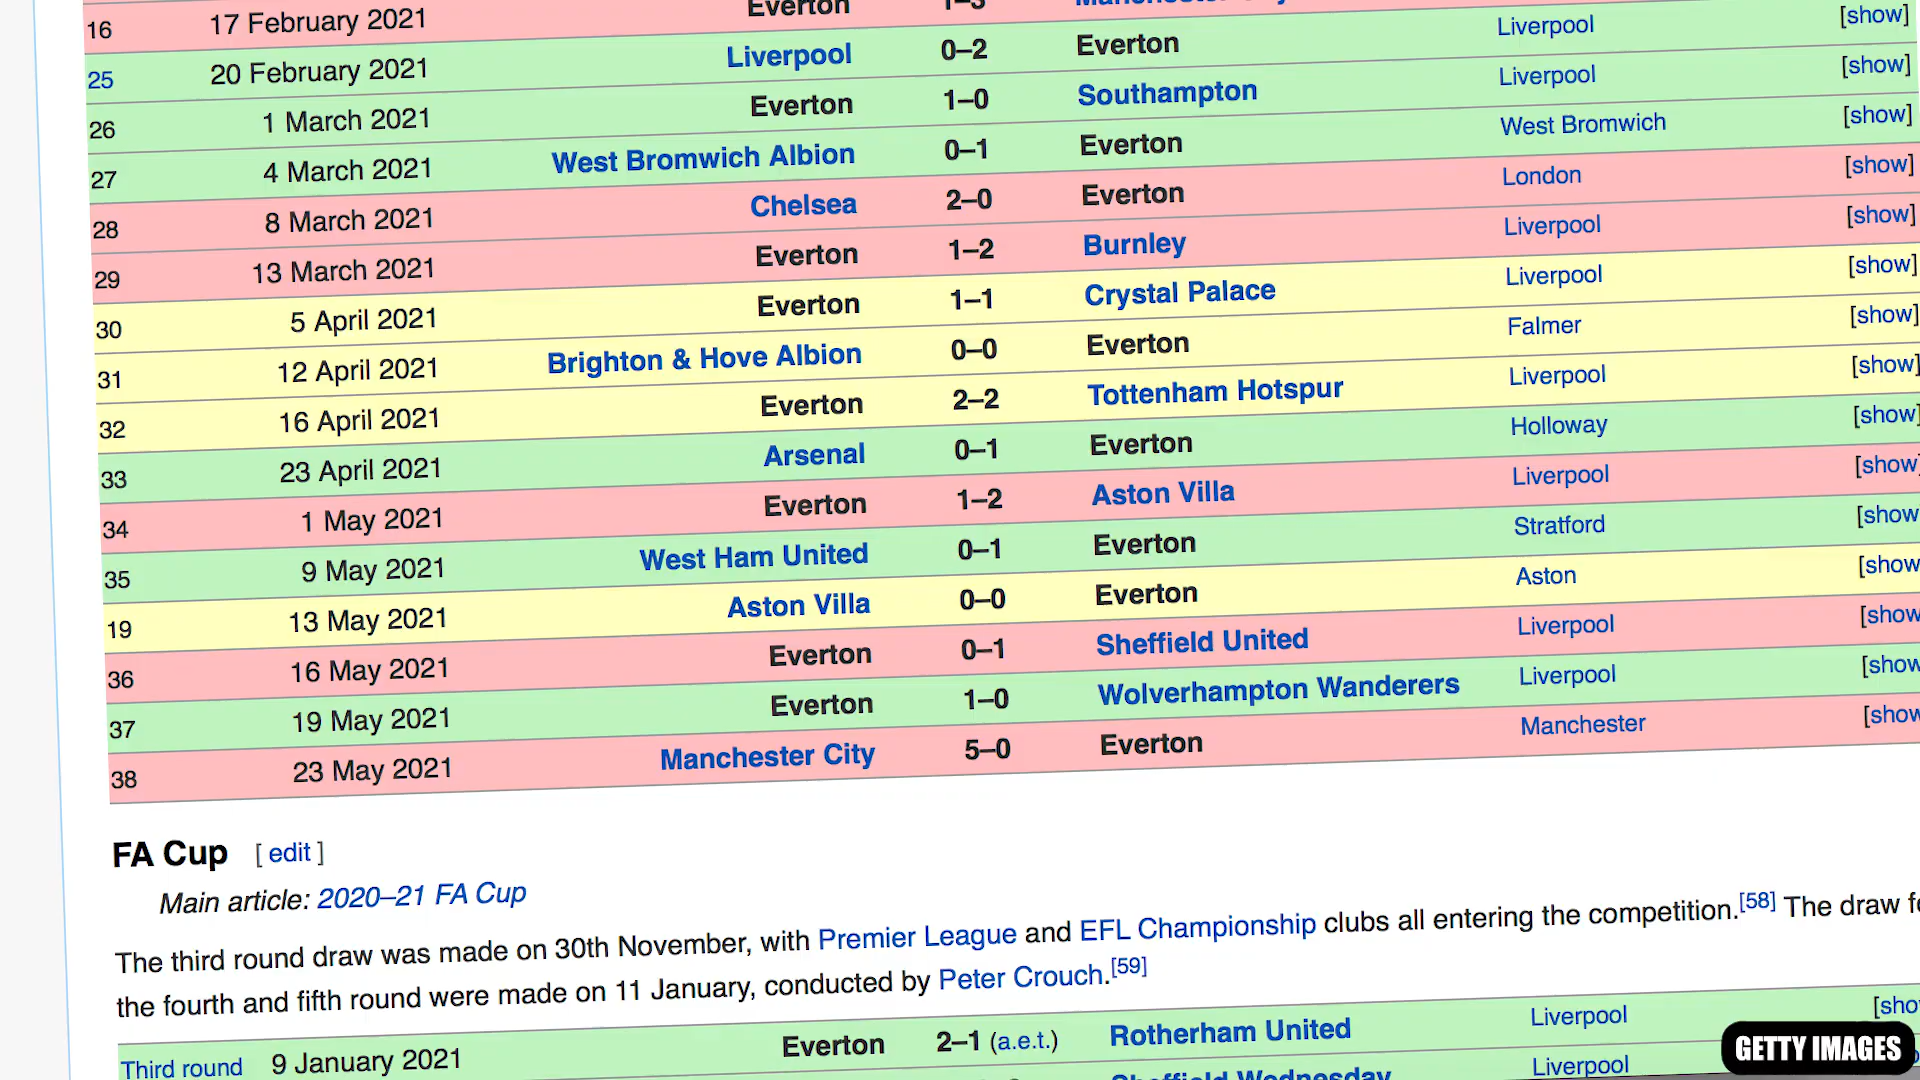 16 17 February 2021 Everton 1–3
25 20 February 2021 Liverpool 0–2 Everton Liverpool [show]
26 1 March 2021 Everton 1–0 Southampton Liverpool [show]
27 4 March 2021 West Bromwich Albion 0–1 Everton West Bromwich [show]
28 8 March 2021 Chelsea 2–0 Everton London [show]
29 13 March 2021 Everton 1–2 Burnley Liverpool [show]
30 5 April 2021 Everton 1–1 Crystal Palace Liverpool [show]
31 12 April 2021 Brighton & Hove Albion 0–0 Everton Falmer [show]
32 16 April 2021 Everton 2–2 Tottenham Hotspur Liverpool [show]
33 23 April 2021 Arsenal 0–1 Everton Holloway [show]
34 1 May 2021 Everton 1–2 Aston Villa Liverpool [show]
35 9 May 2021 West Ham United 0–1 Everton Stratford [show
19 13 May 2021 Aston Villa 0–0 Everton Aston [show
36 16 May 2021 Everton 0–1 Sheffield United Liverpool [show
37 19 May 2021 Everton 1–0 Wolverhampton Wanderers Liverpool [show
38 23 May 2021 Manchester City 5–0 Everton Manchester [show
FA Cup [ edit ]
Main article: 2020–21 FA Cup
The third round draw was made on 30th November, with Premier League and EFL Championship clubs all entering the competition.[58] The draw f
the fourth and fifth round were made on 11 January, conducted by Peter Crouch.[59]
Third round 9 January 2021 Everton 2–1 (a.e.t.) Rotherham United Liverpool [sho
Sheffield Wednesday Liverpool
GETTY IMAGES